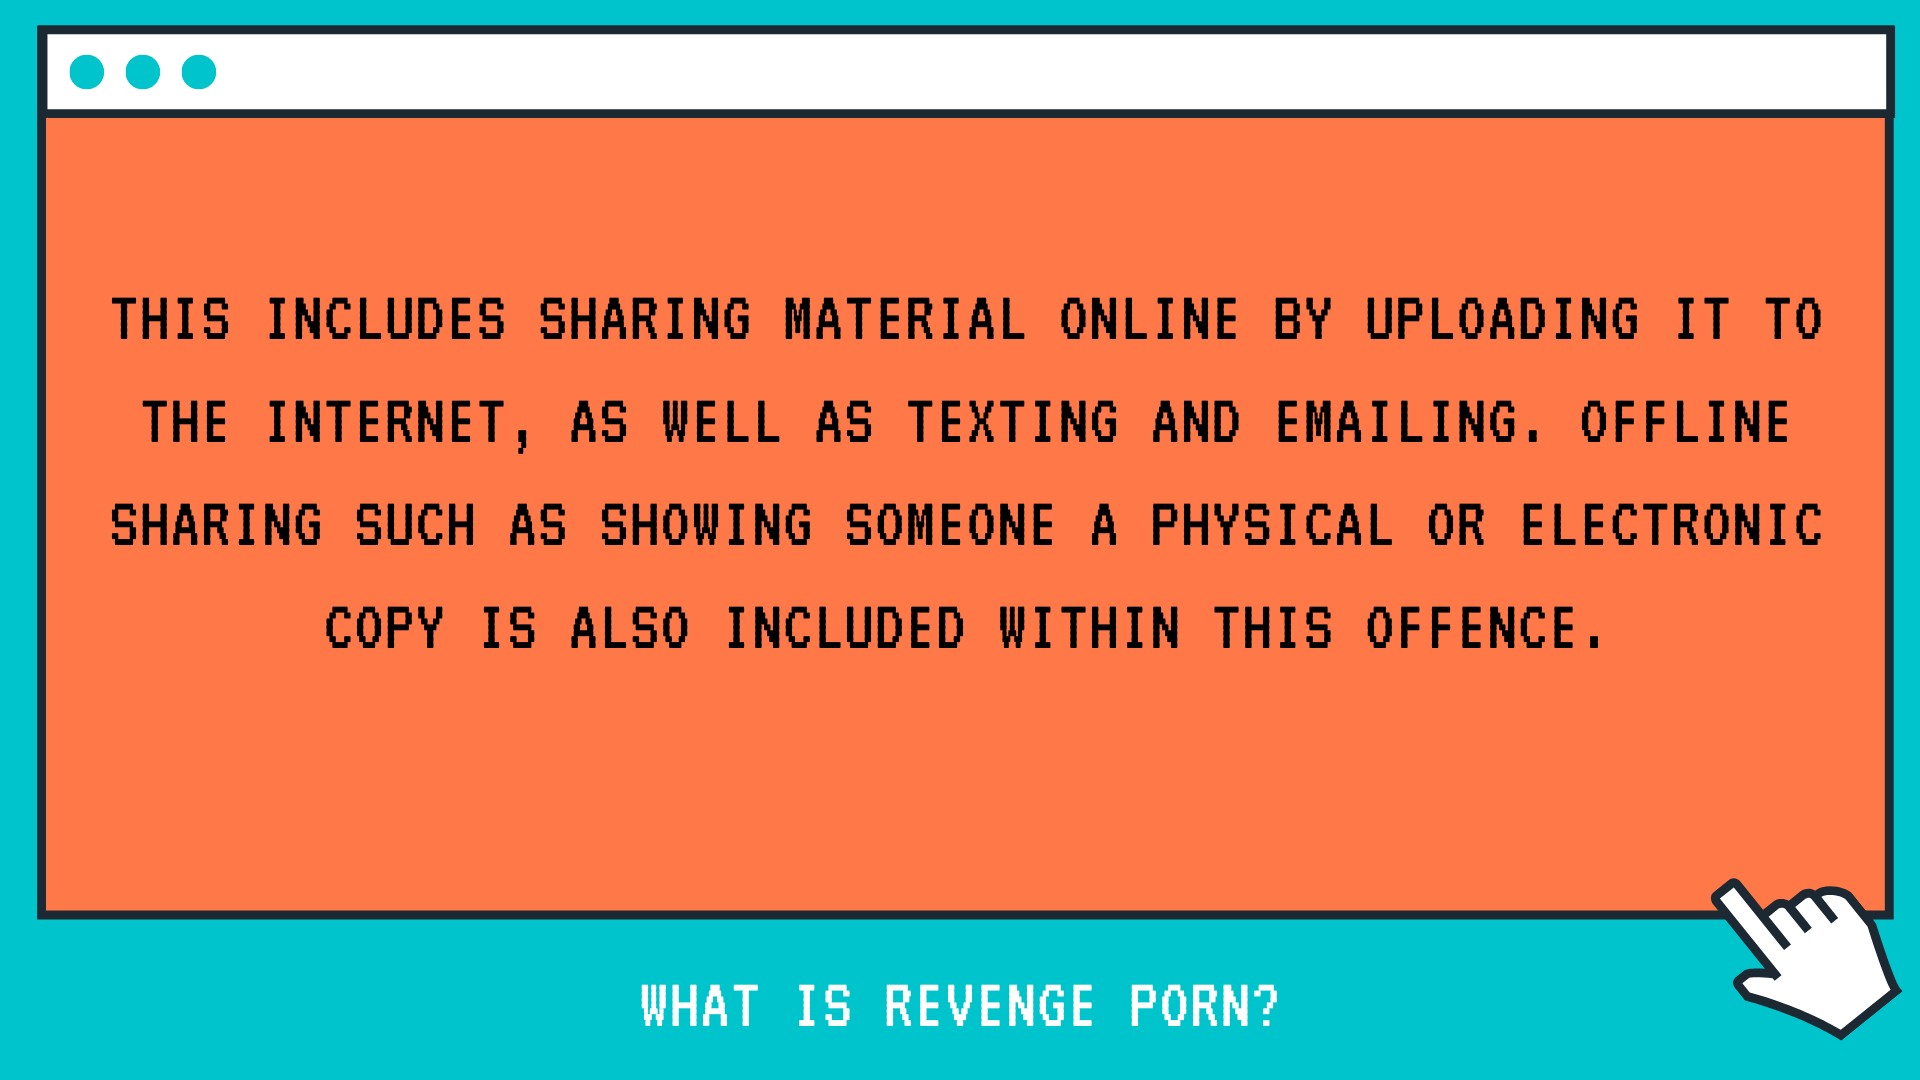 THIS INCLUDES SHARING MATERIAL ONLINE BY UPLOADING IT TO
THE INTERNET, AS WELL AS TEXTING AND EMAILING. OFFLINE
SHARING SUCH AS SHOWING SOMEONE A PHYSICAL OR ELECTRONIC
COPY IS ALSO INCLUDED WITHIN THIS OFFENCE.
WHAT IS REVENGE PORN?